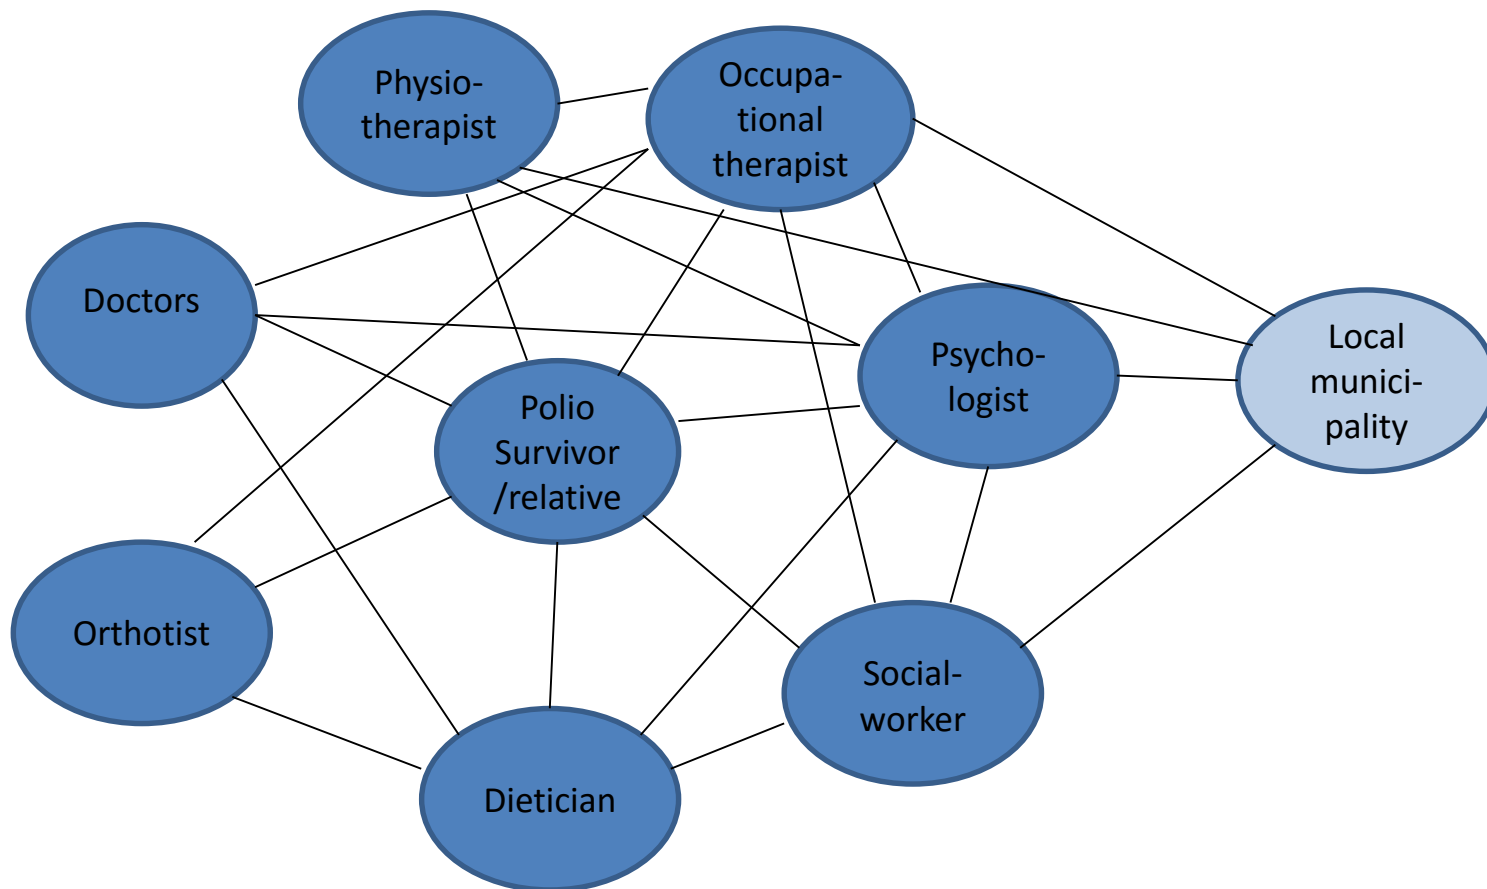 Physio-
therapist
Occupa-
tional
therapist
Doctors
Psycho-
logist
Local
munici-
pality
Polio
Survivor
/relative
Orthotist
Social-
worker
Dietician